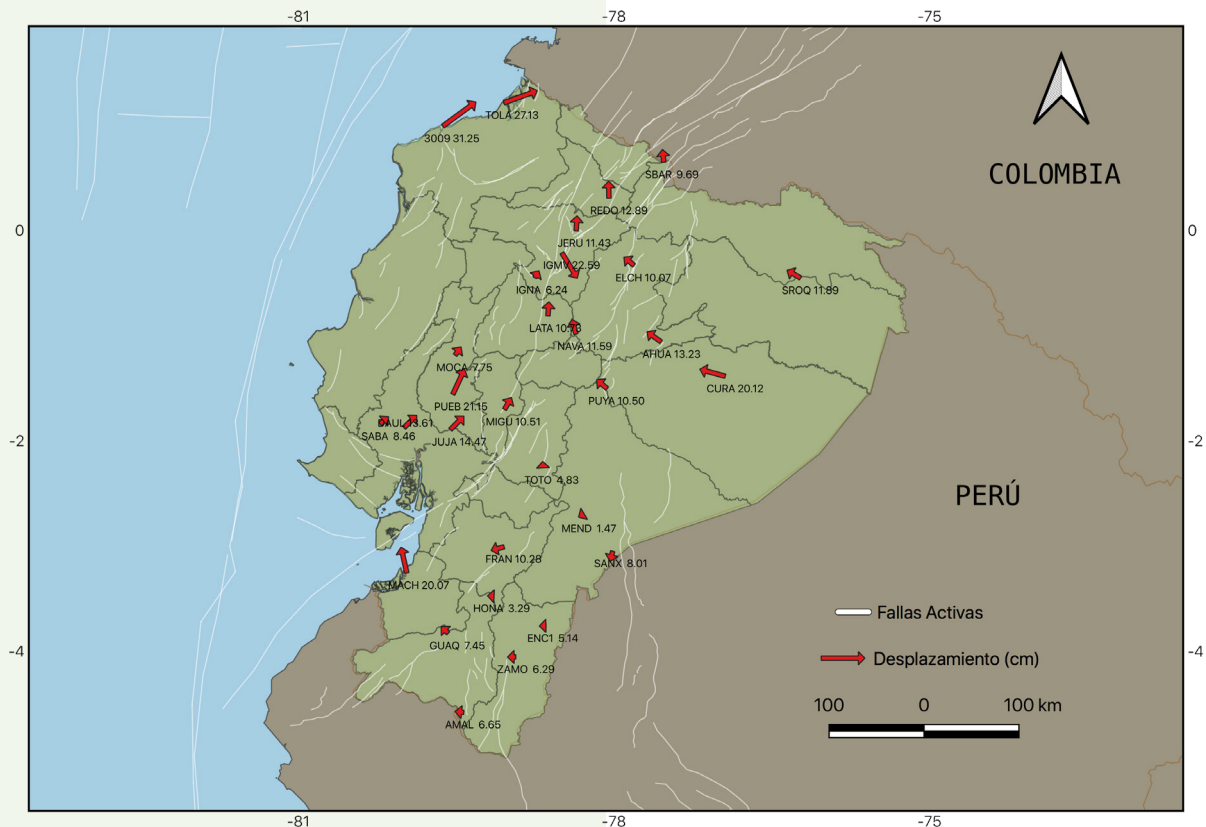 -81
-78
-75
TOLA 27.13
3009 31.25
SBAR 9.69
COLOMBIA
REDO 12.89
0
0
JERU 11.43
IGMV 22.59
ELCH 10.07
IGNA 6.24
SROQ 11.89
LATA 10.73
NAVA 11.59
AHUA 13.23
MOCA 7.75
CURA 20.12
PUYA 10.50
PUEB 21.15
DAUL 13.61
MIGU 10.51
SABA 8.46
JUJA 14.47
-2
-2
TOTO 4.83
PERÚ
MEND 1.47
FRAN 10.28
SANX 8.01
MACH 20.07
HONA 3.29
Fallas Activas
ENC1 5.14
GUAQ 7.45
-4
-4
Desplazamiento (cm)
ZAMO 6.29
100 0 100 km
AMAL 6.65
-81
-78
-75